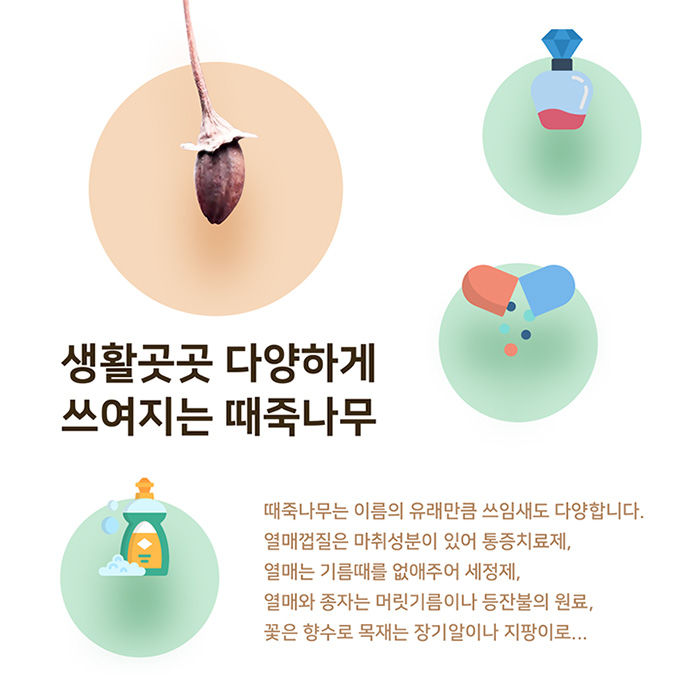 생활곳곳 다양하게
쓰여지는 때죽나무
때죽나무는 이름의 유래만큼 쓰임새도 다양합니다.
열매껍질은 마취성분이 있어 통증치료제,
열매는 기름때를 없애주어 세정제,
열매와 종자는 머릿기름이나 등잔불의 원료,
꽃은 향수로 목재는 장기알이나 지팡이로...